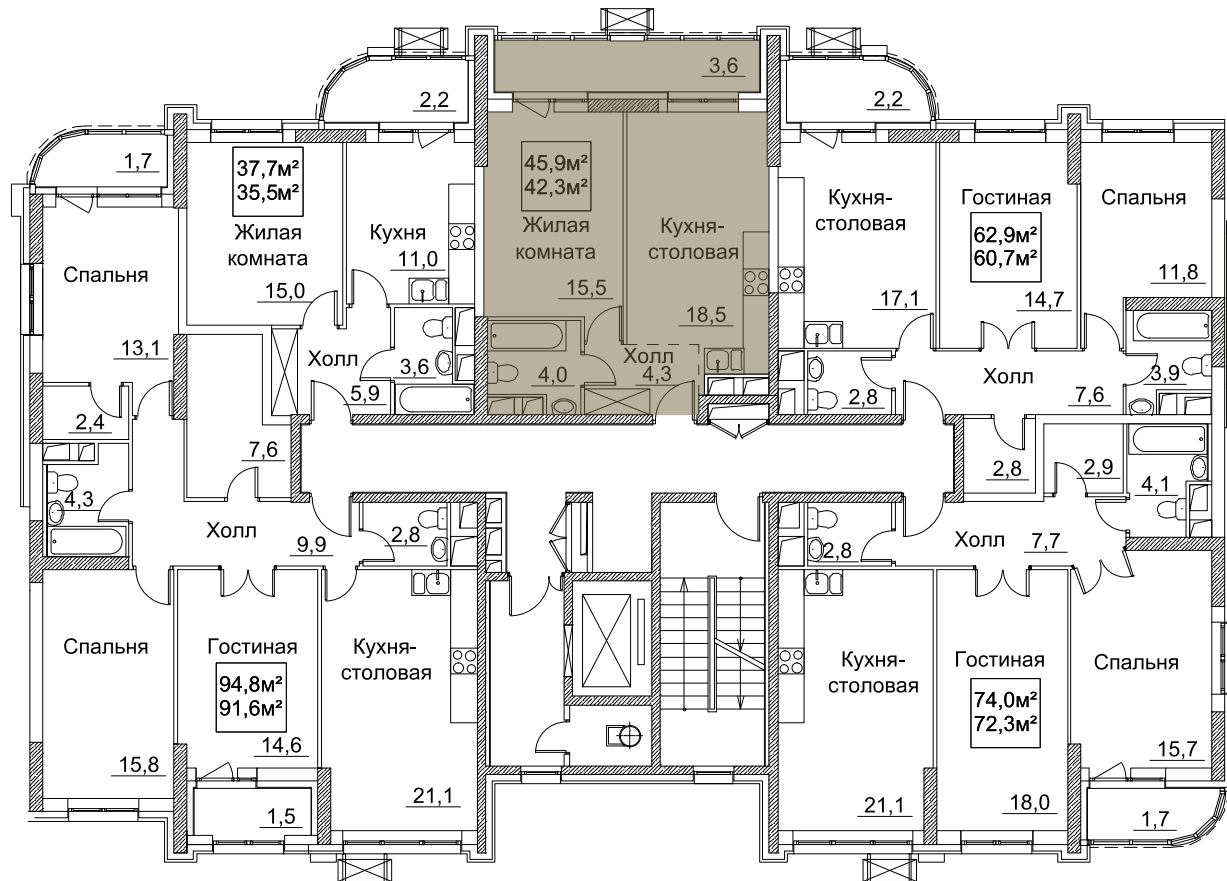 3,6
2,2
2,2
1,7
37,7м²
35,5м²
Жилая
комната
15,0
Кухня
11,0
45,9м²
42,3м²
Жилая
комната
15,5
Кухня-
столовая
18,5
Кухня-
столовая
17,1
Гостиная
62,9м²
60,7м²
14,7
Спальня
11,8
Спальня
13,1
Холл
5,9
3,6
4,0
Холл
4,3
2,8
Холл
7,6
3,9
2,4
7,6
4,3
2,8
2,9
4,1
Холл
9,9
2,8
2,8
Холл
7,7
Спальня
15,8
Гостиная
94,8м²
91,6м²
14,6
Кухня-
столовая
21,1
Кухня-
столовая
21,1
Гостиная
74,0м²
72,3м²
18,0
Спальня
15,7
1,5
1,7